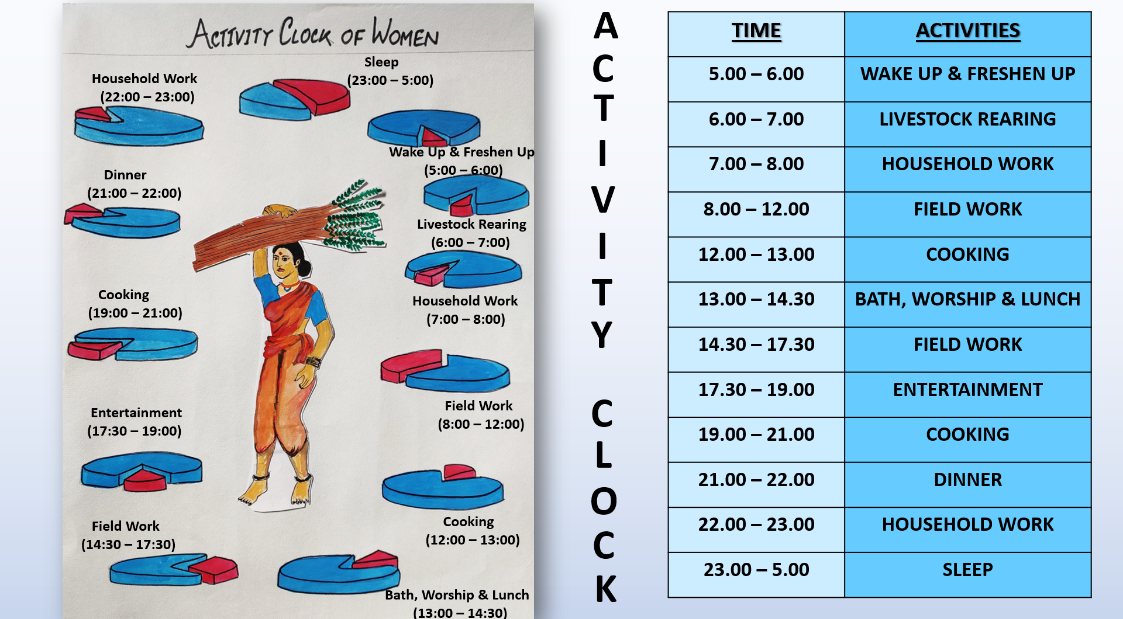 ACTIVITY CLOCK OF WOMEN
Sleep
(23:00 – 5:00)
Wake Up & Freshen Up
(5:00 – 6:00)
Livestock Rearing
(6:00 – 7:00)
Household Work
(7:00 – 8:00)
Field Work
(8:00 – 12:00)
Cooking
(12:00 – 13:00)
Bath, Worship & Lunch
(13:00 – 14:30)
Field Work
(14:30 – 17:30)
Entertainment
(17:30 – 19:00)
Cooking
(19:00 – 21:00)
Dinner
(21:00 – 22:00)
Household Work
(22:00 – 23:00)
ACTIVITY CLOCK
TIME ACTIVITIES
5.00 – 6.00 WAKE UP & FRESHEN UP
6.00 – 7.00 LIVESTOCK REARING
7.00 – 8.00 HOUSEHOLD WORK
8.00 – 12.00 FIELD WORK
12.00 – 13.00 COOKING
13.00 – 14.30 BATH, WORSHIP & LUNCH
14.30 – 17.30 FIELD WORK
17.30 – 19.00 ENTERTAINMENT
19.00 – 21.00 COOKING
21.00 – 22.00 DINNER
22.00 – 23.00 HOUSEHOLD WORK
23.00 – 5.00 SLEEP